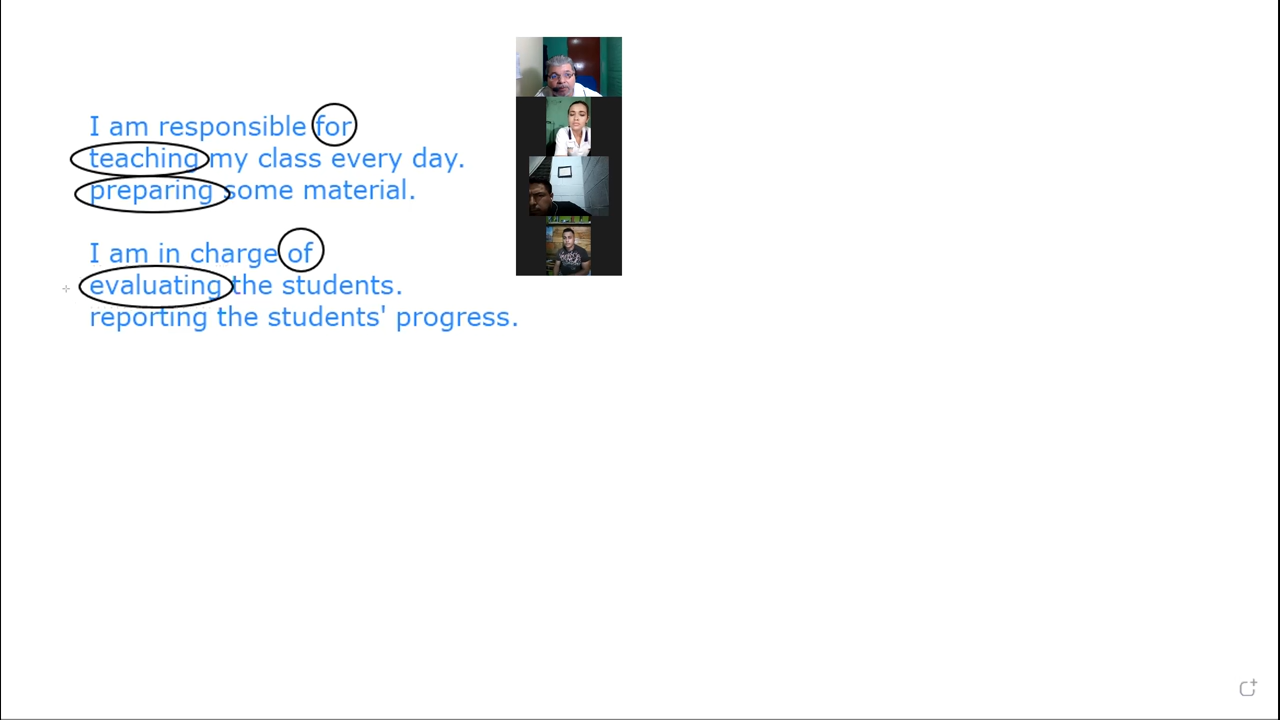 I am responsible for
teaching my class every day.
preparing some material.
I am in charge of
evaluating the students.
reporting the students' progress.